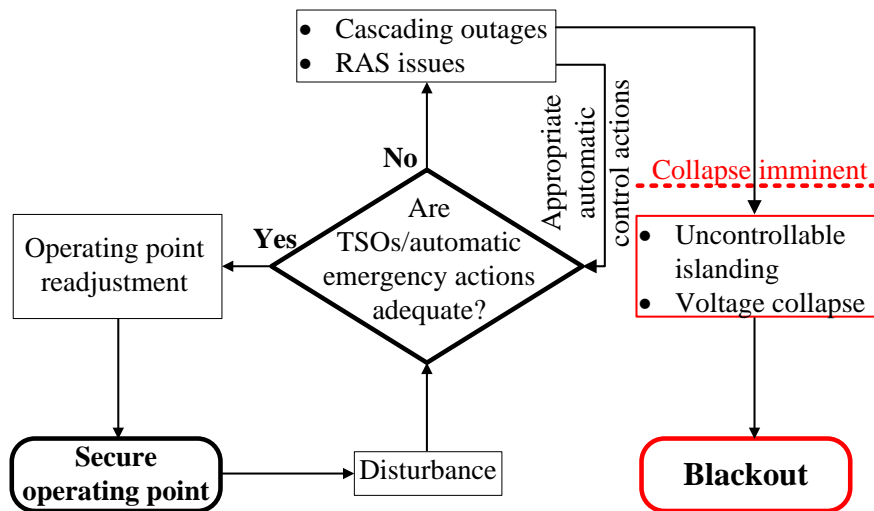 • Cascading outages
• RAS issues
Appropriate
automatic
control actions
No
Collapse imminent
Are
TSOs/automatic
emergency actions
adequate?
Yes
Operating point
readjustment
• Uncontrollable
islanding
• Voltage collapse
Secure
operating point
Disturbance
Blackout